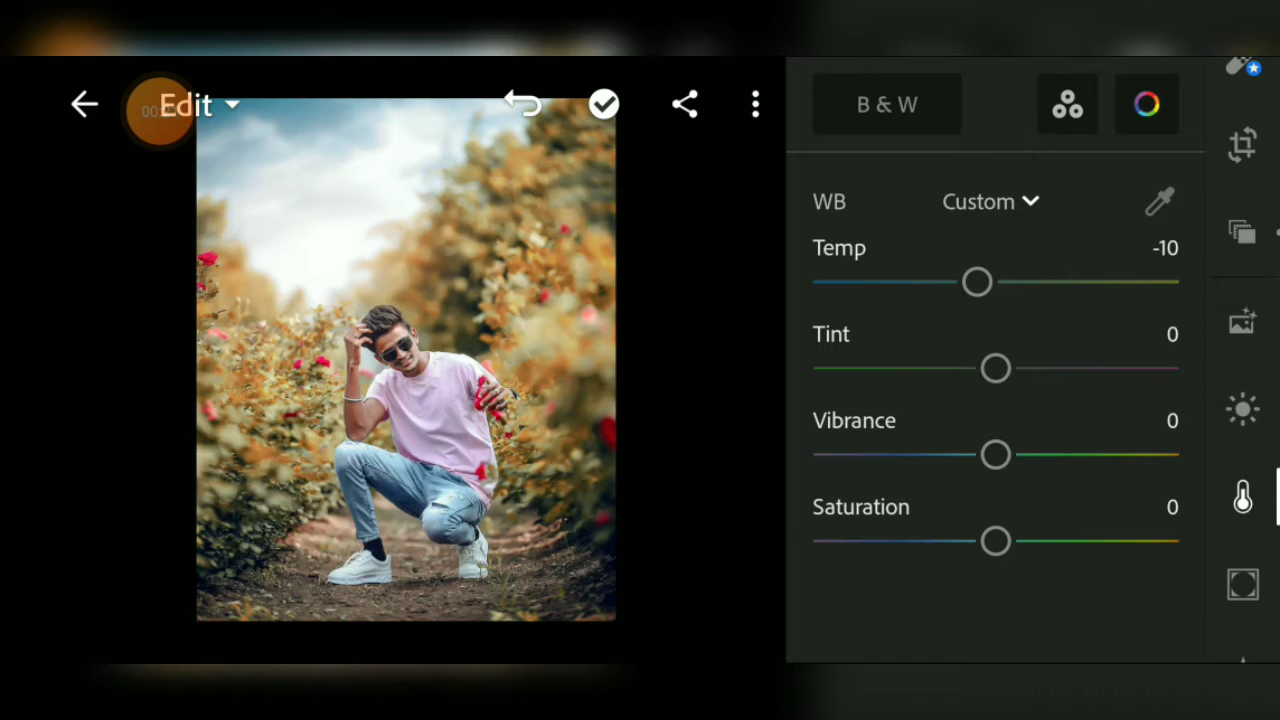 Edit
B & W
WB Custom
Temp -10
Tint 0
Vibrance 0
Saturation 0